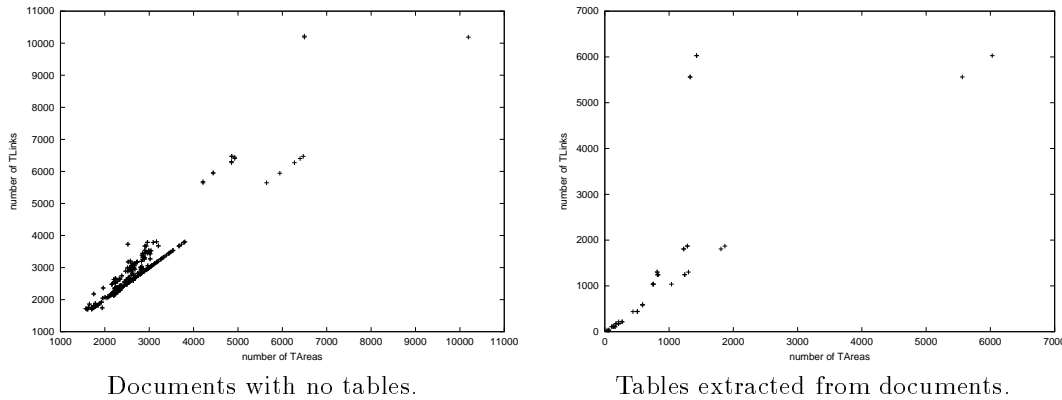 11000
10000
9000
8000
7000
6000
5000
4000
3000
2000
1000
number of TLinks
1000 2000 3000 4000 5000 6000 7000 8000 9000 10000 11000
number of TAreas
Documents with no tables.
7000
6000
5000
4000
3000
2000
1000
0
number of TLinks
0 1000 2000 3000 4000 5000 6000 7000
number of TAreas
Tables extracted from documents.